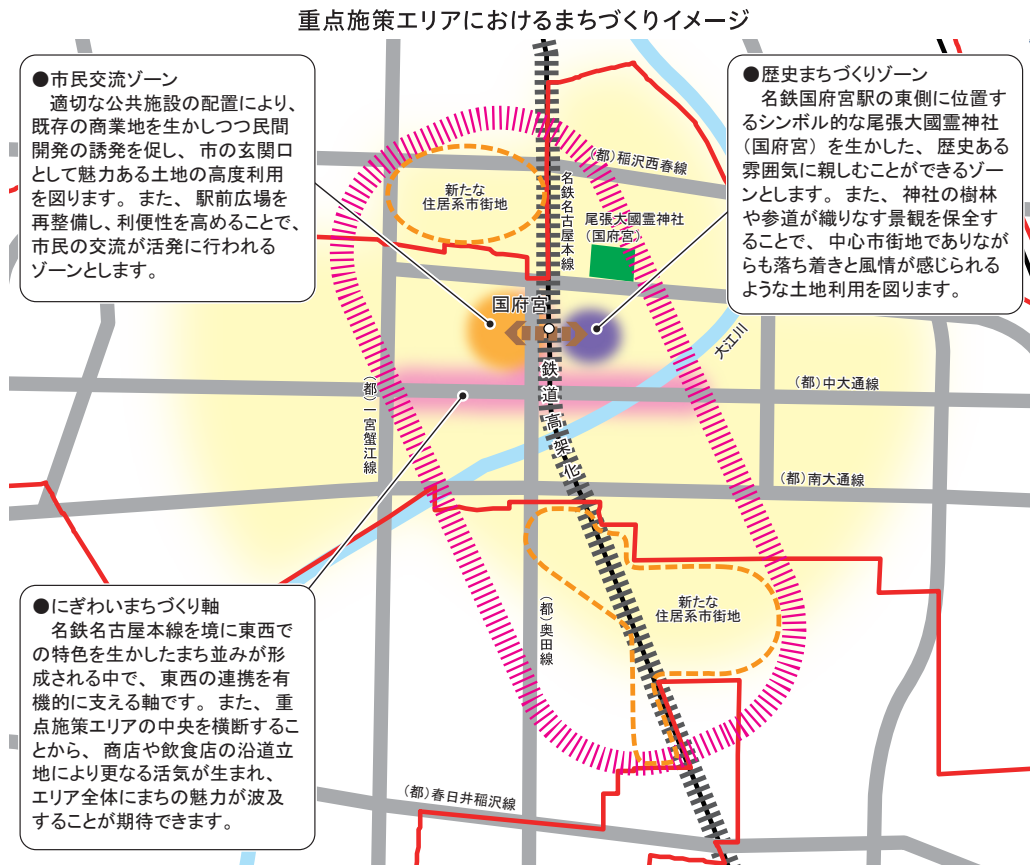 重点施策エリアにおけるまちづくりイメージ
●市民交流ゾーン
適切な公共施設の配置により、
既存の商業地を生かしつつ民間
開発の誘発を促し、市の玄関口
として魅力ある土地の高度利用
を図ります。また、駅前広場を
再整備し、利便性を高めることで、
市民の交流が活発に行われる
ゾーンとします。
●歴史まちづくりゾーン
名鉄国府宮駅の東側に位置す
るシンボル的な尾張大國霊神社
（国府宮）を生かした、歴史ある
雰囲気に親しむことができるゾー
ンとします。また、神社の樹林
や参道が織りなす景観を保全す
ることで、中心市街地でありなが
らも落ち着きと風情が感じられる
ような土地利用を図ります。
（都）稲沢西春線
新たな
住居系市街地
名鉄名古屋本線
尾張大國霊神社
（国府宮）
国府宮
大江川
鉄道高架化
（都）中大通線
（都）一宮蟹江線
（都）南大通線
●にぎわいまちづくり軸
名鉄名古屋本線を境に東西で
の特色を生かしたまち並みが形
成される中で、東西の連携を有
機的に支える軸です。また、重
点施策エリアの中央を横断するこ
とから、商店や飲食店の沿道立
地により更なる活気が生まれ、
エリア全体にまちの魅力が波及
することが期待できます。
（都）奥田線
新たな
住居系市街地
（都）春日井稲沢線